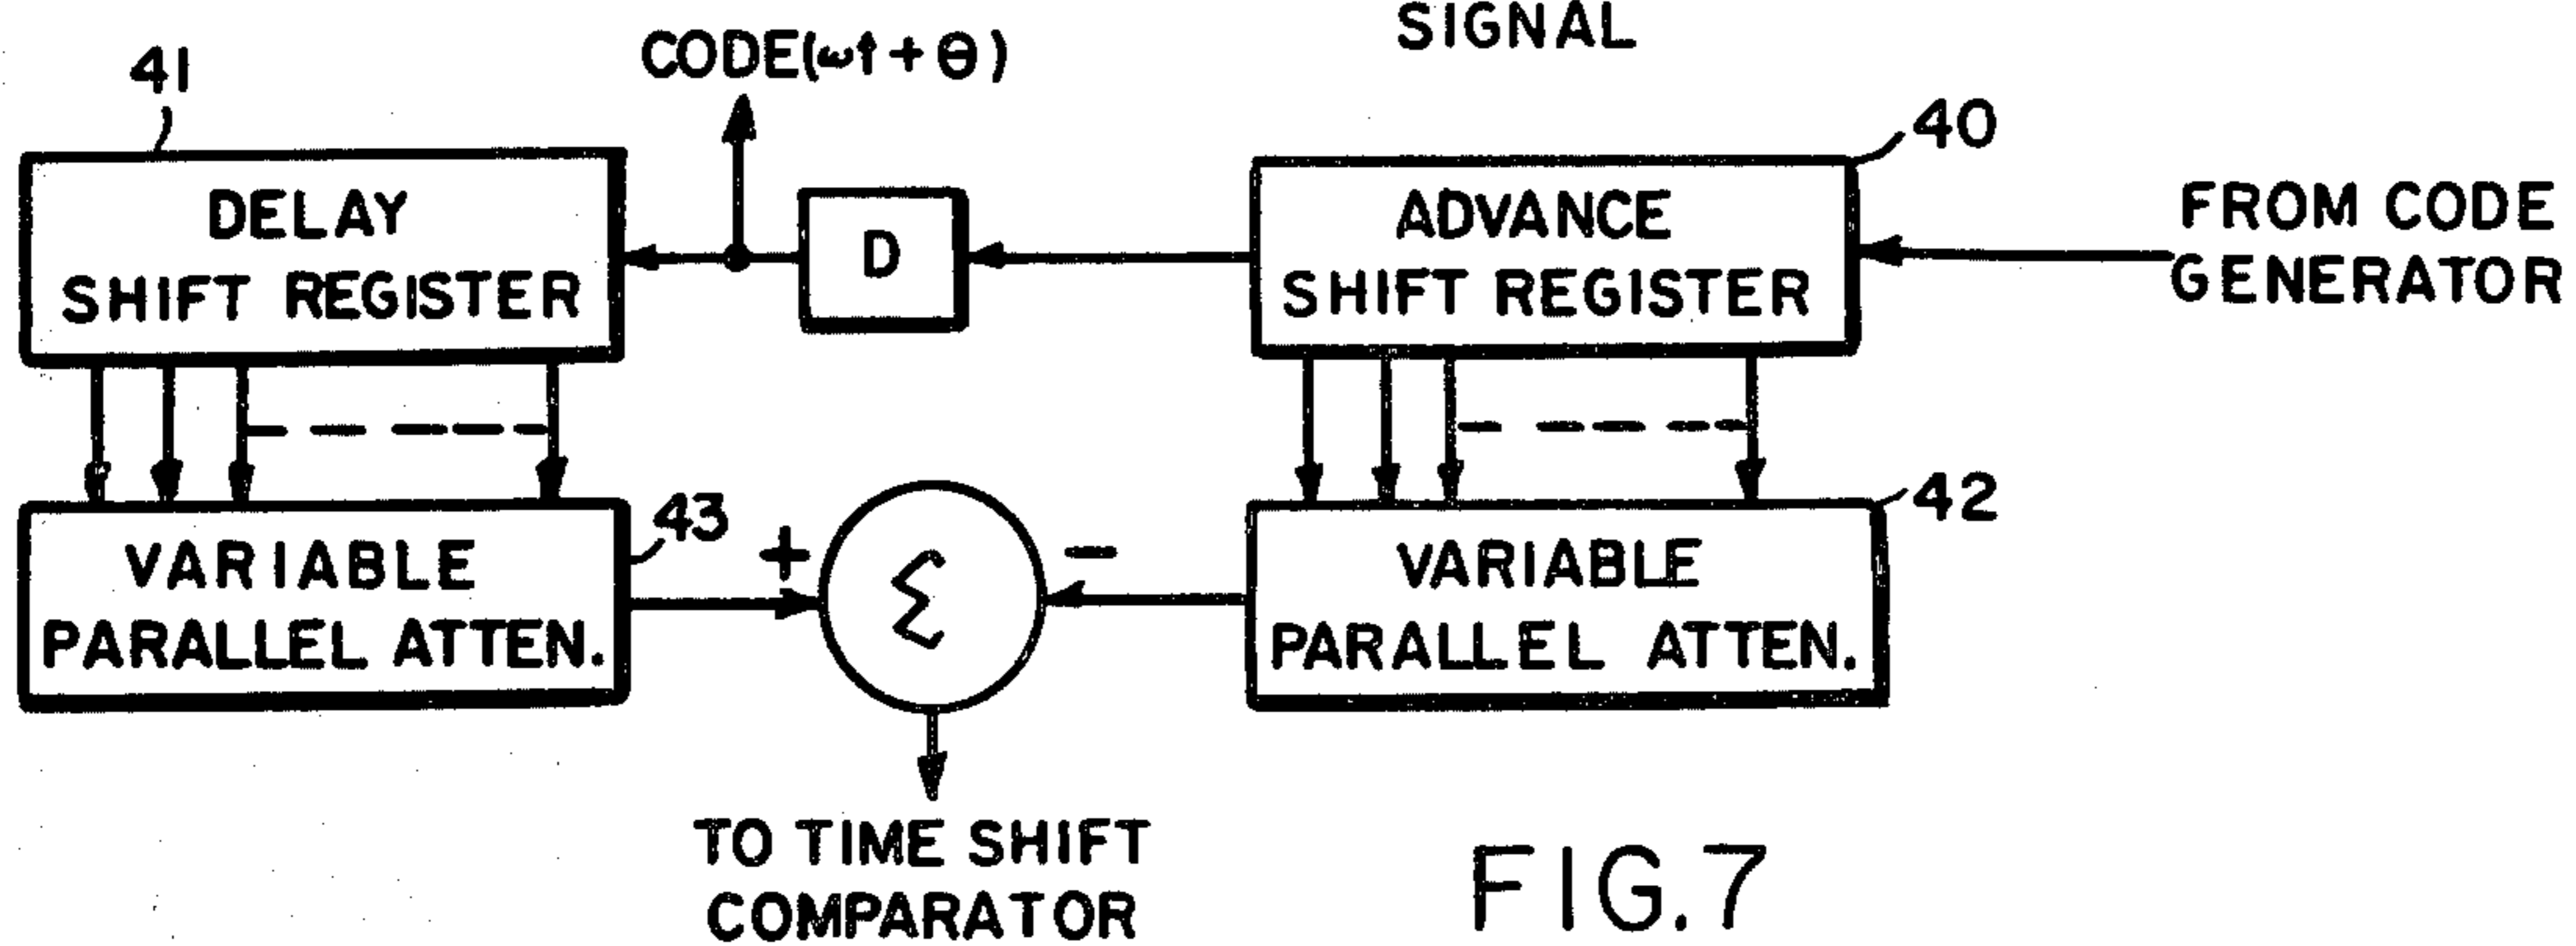 SIGNAL
CODE(ωt + θ)
41
40
DELAY
SHIFT REGISTER
D
ADVANCE
SHIFT REGISTER
FROM CODE
GENERATOR
43
42
VARIABLE
PARALLEL ATTEN.
+
Σ
−
VARIABLE
PARALLEL ATTEN.
TO TIME SHIFT
COMPARATOR
FIG.7